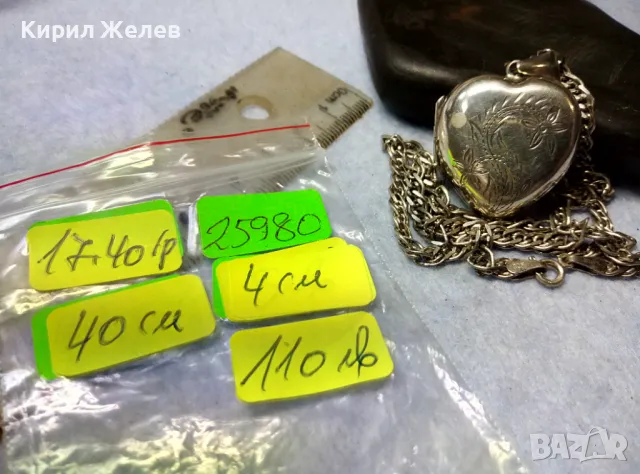 Кирил Желев
17.40 гр
25980
4 см
40 см
110 лв
BAZAR